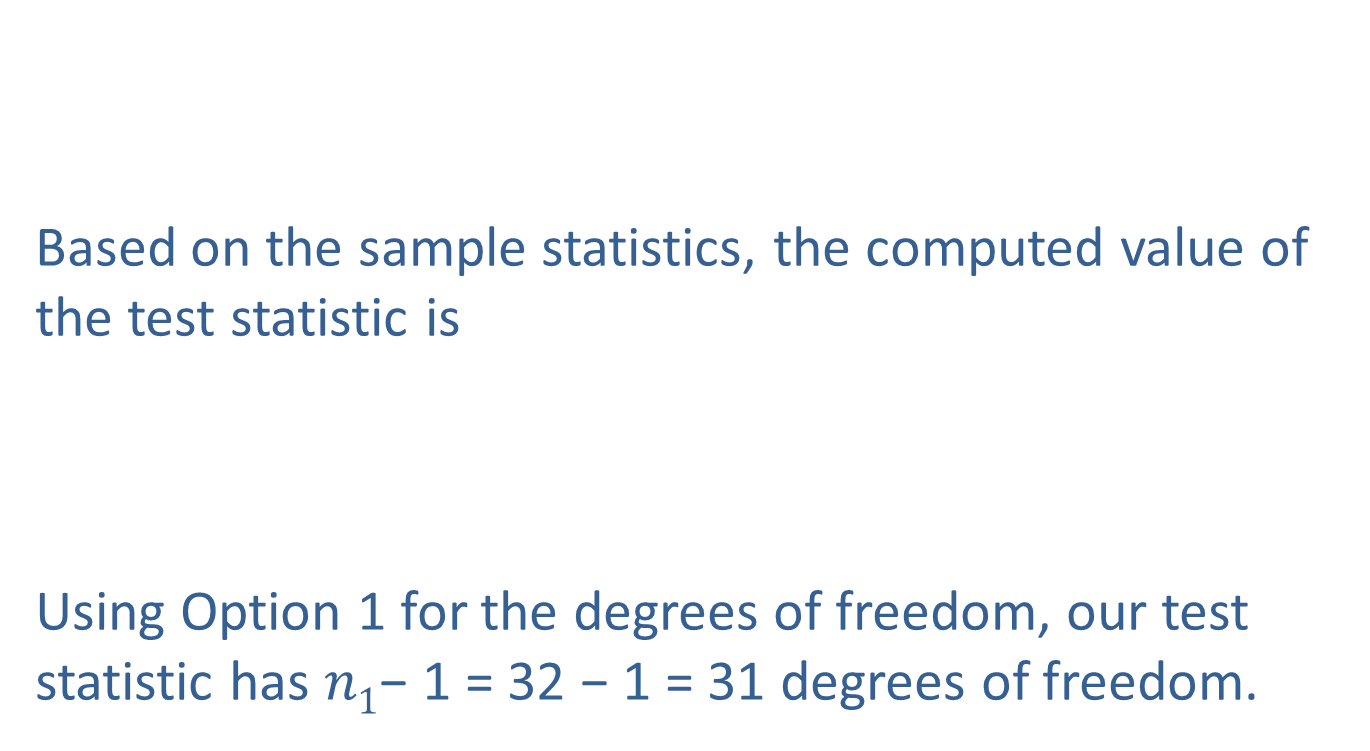 Based on the sample statistics, the computed value of
the test statistic is
Using Option 1 for the degrees of freedom, our test
statistic has 𝑛₁− 1 = 32 − 1 = 31 degrees of freedom.